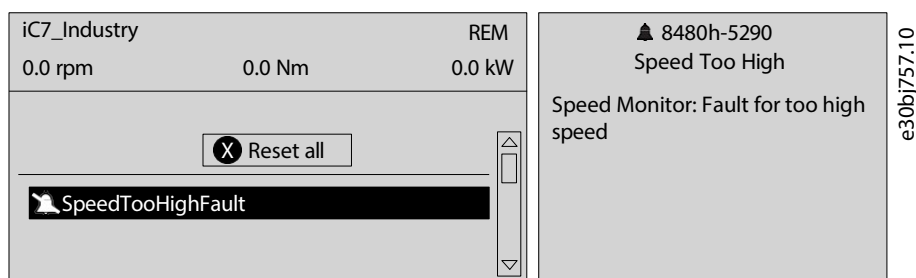 iC7_Industry REM
0.0 rpm 0.0 Nm 0.0 kW
X Reset all
SpeedTooHighFault
8480h-5290
Speed Too High
Speed Monitor: Fault for too high
speed
e30bj757.10